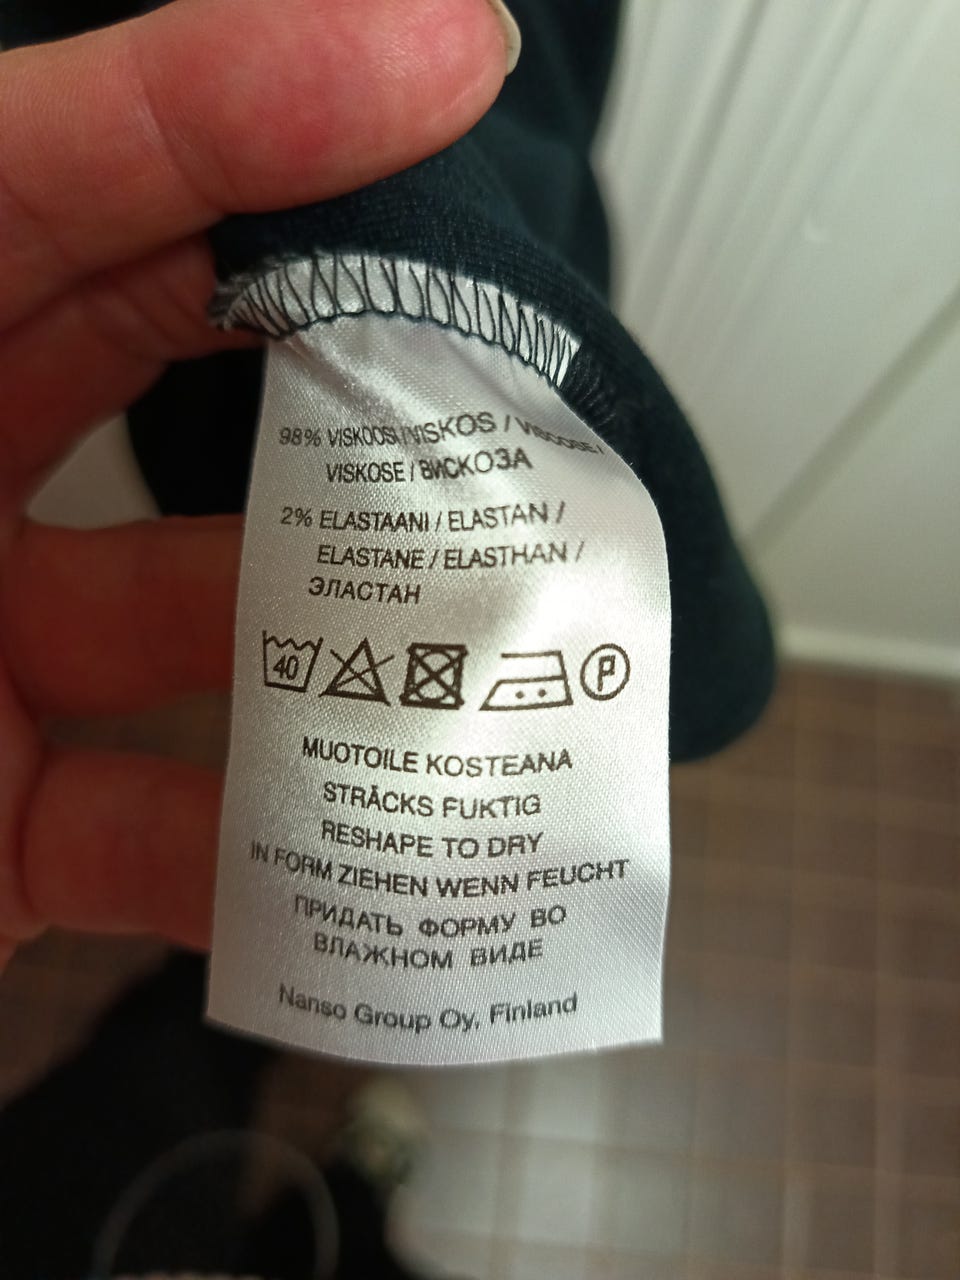 98% VISKOOSI/VISKOS / VISCOSE /
VISKOSE / ВИСКОЗА
2% ELASTAANI / ELASTAN /
ELASTANE / ELASTHAN /
ЭЛАСТАН
40 P
MUOTOILE KOSTEANA
STRÄCKS FUKTIG
RESHAPE TO DRY
IN FORM ZIEHEN WENN FEUCHT
ПРИДАТЬ ФОРМУ ВО
ВЛАЖНОМ ВИДЕ
Nanso Group Oy, Finland